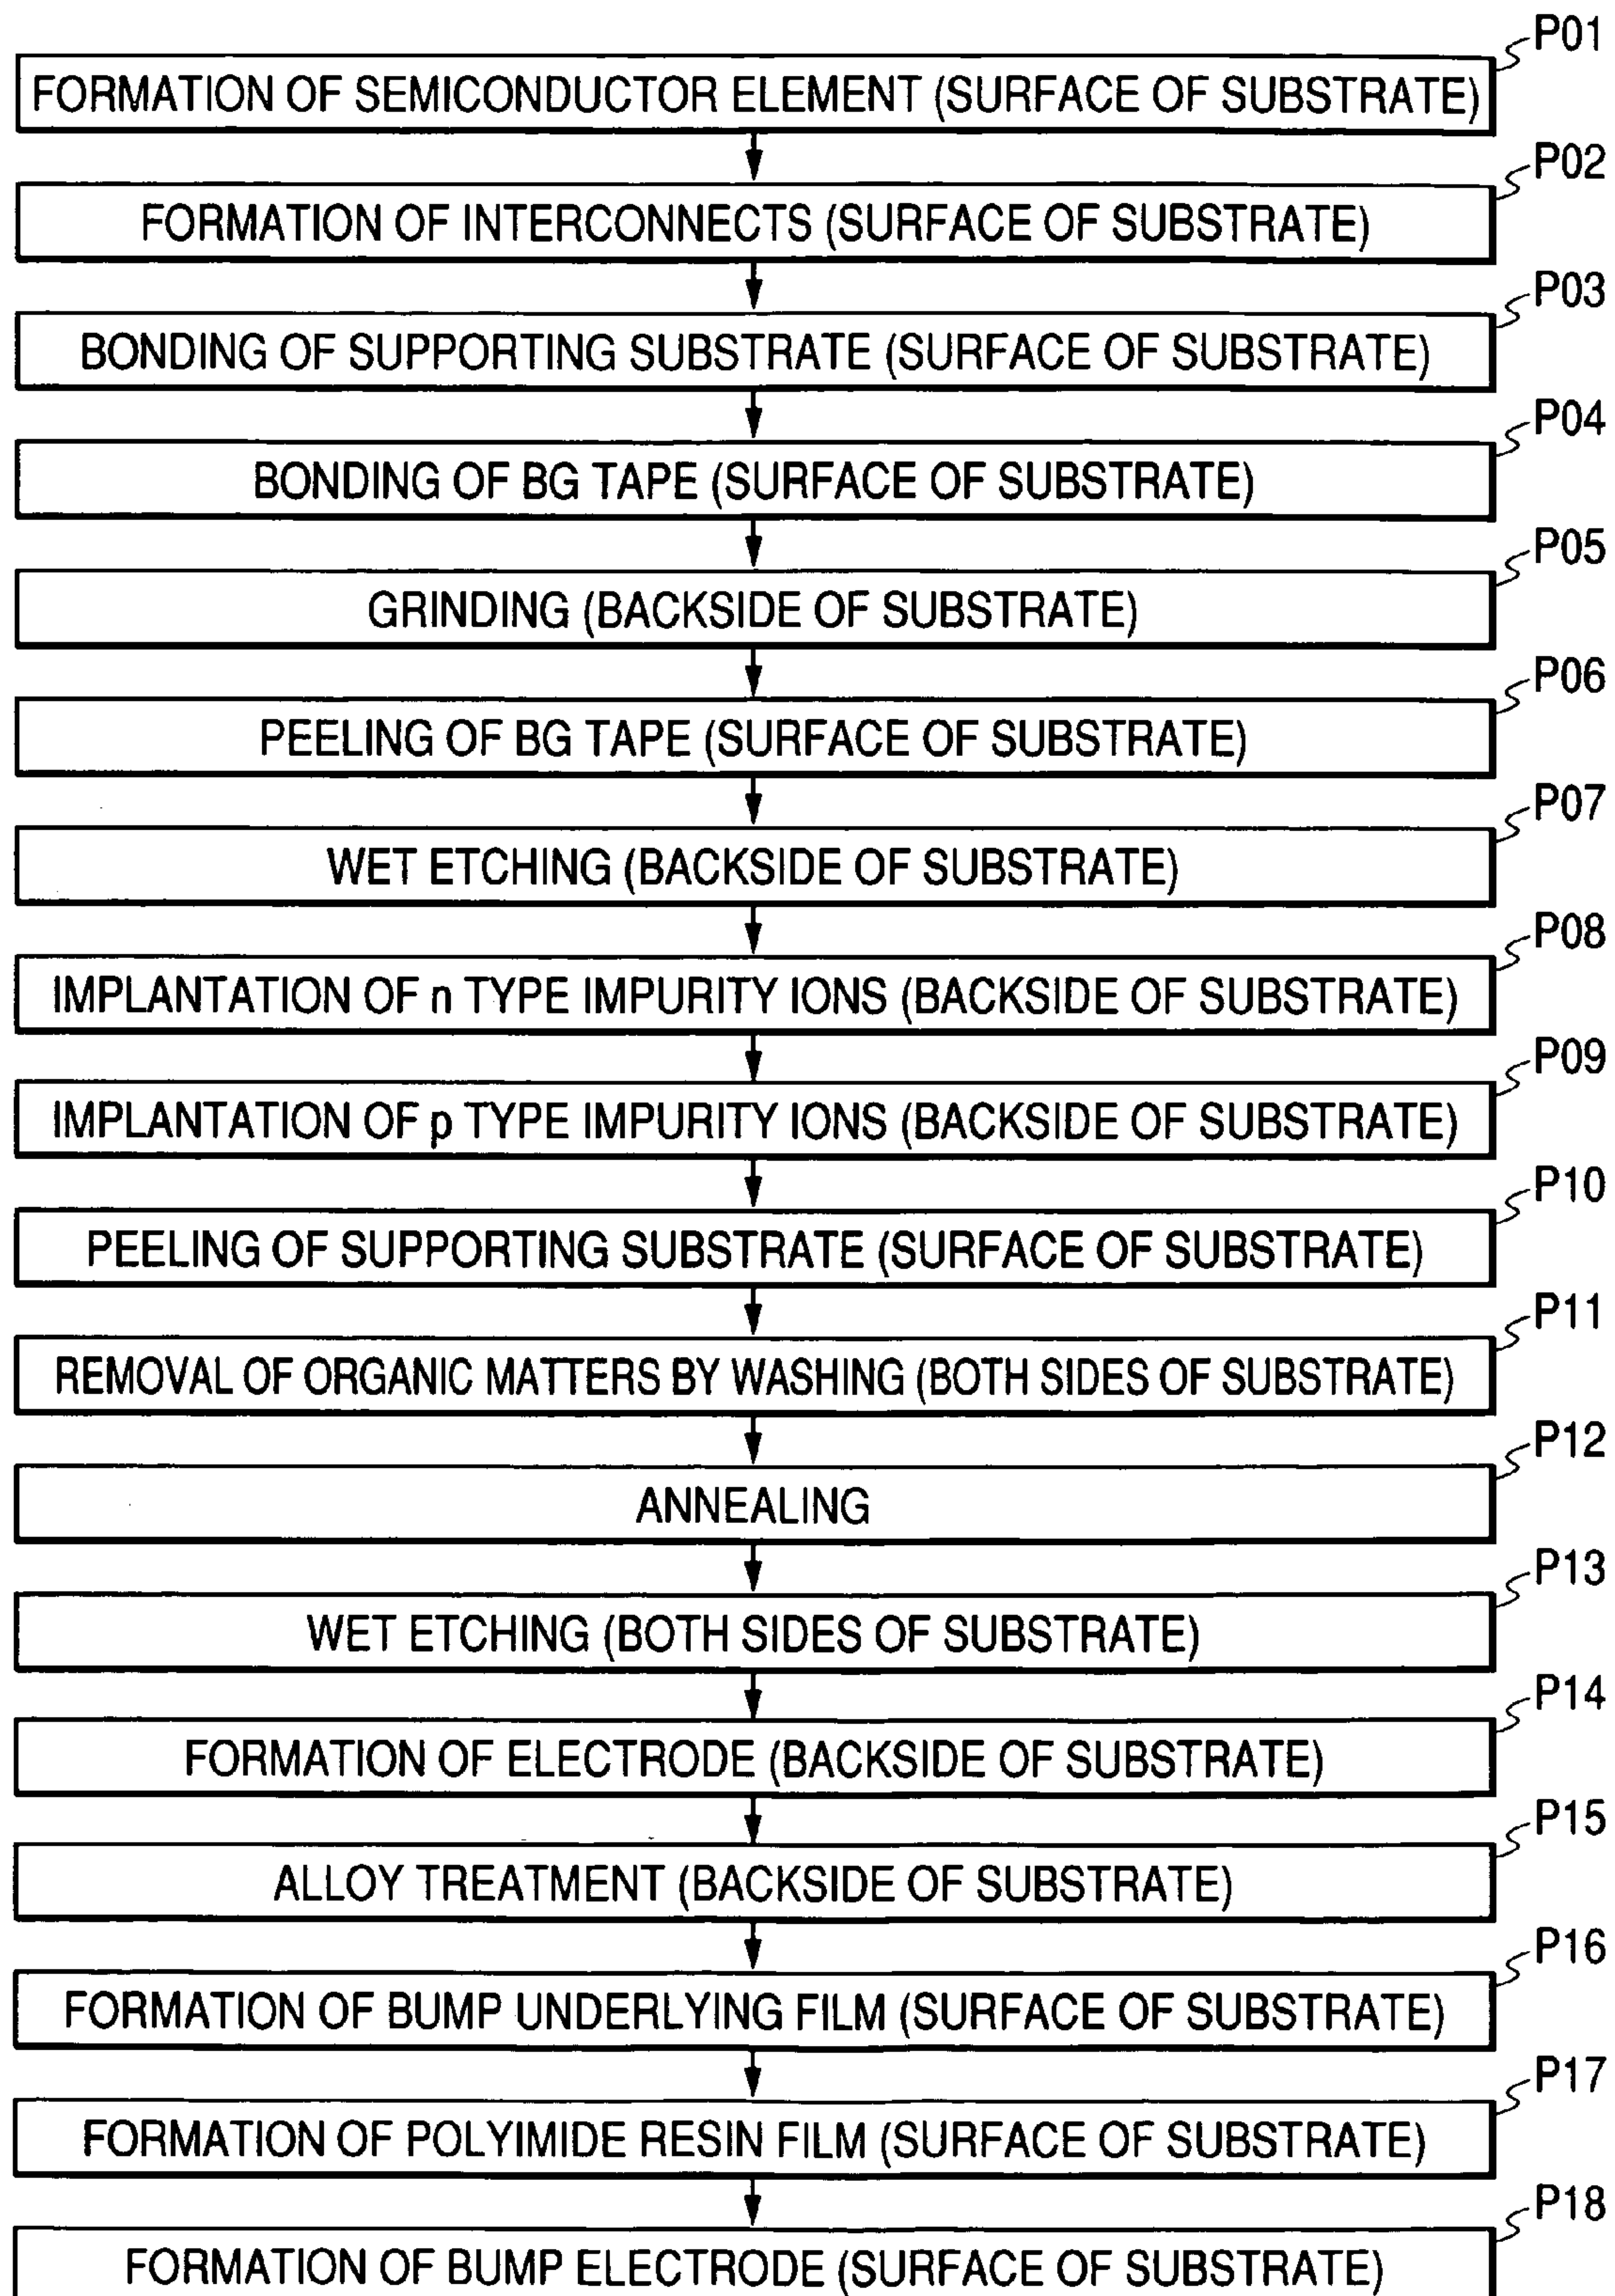 P01
FORMATION OF SEMICONDUCTOR ELEMENT (SURFACE OF SUBSTRATE)
P02
FORMATION OF INTERCONNECTS (SURFACE OF SUBSTRATE)
P03
BONDING OF SUPPORTING SUBSTRATE (SURFACE OF SUBSTRATE)
P04
BONDING OF BG TAPE (SURFACE OF SUBSTRATE)
P05
GRINDING (BACKSIDE OF SUBSTRATE)
P06
PEELING OF BG TAPE (SURFACE OF SUBSTRATE)
P07
WET ETCHING (BACKSIDE OF SUBSTRATE)
P08
IMPLANTATION OF n TYPE IMPURITY IONS (BACKSIDE OF SUBSTRATE)
P09
IMPLANTATION OF p TYPE IMPURITY IONS (BACKSIDE OF SUBSTRATE)
P10
PEELING OF SUPPORTING SUBSTRATE (SURFACE OF SUBSTRATE)
P11
REMOVAL OF ORGANIC MATTERS BY WASHING (BOTH SIDES OF SUBSTRATE)
P12
ANNEALING
P13
WET ETCHING (BOTH SIDES OF SUBSTRATE)
P14
FORMATION OF ELECTRODE (BACKSIDE OF SUBSTRATE)
P15
ALLOY TREATMENT (BACKSIDE OF SUBSTRATE)
P16
FORMATION OF BUMP UNDERLYING FILM (SURFACE OF SUBSTRATE)
P17
FORMATION OF POLYIMIDE RESIN FILM (SURFACE OF SUBSTRATE)
P18
FORMATION OF BUMP ELECTRODE (SURFACE OF SUBSTRATE)